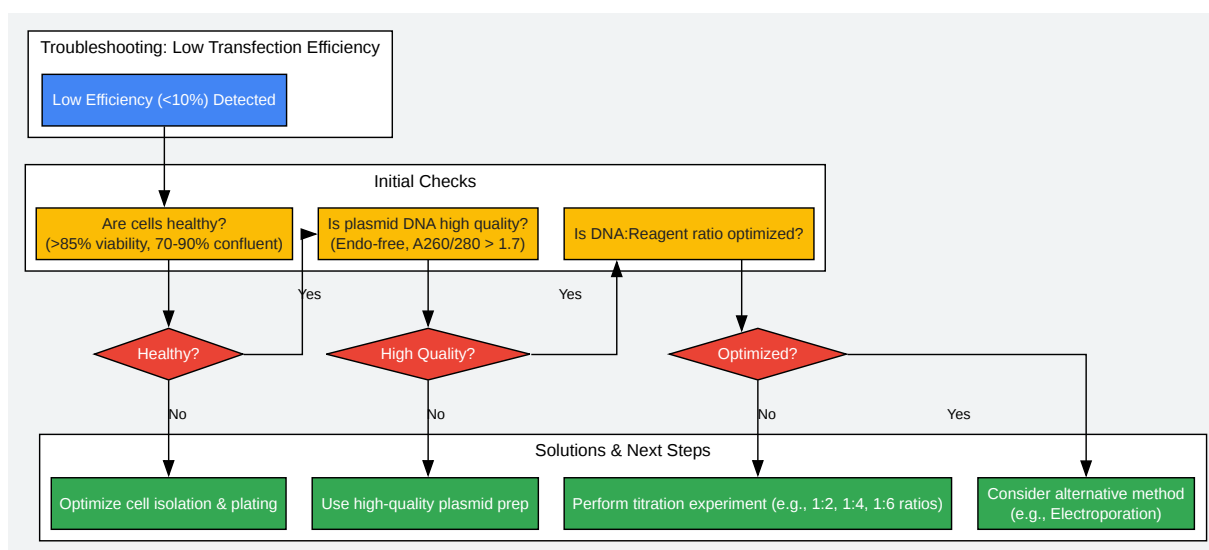 Troubleshooting: Low Transfection Efficiency
Low Efficiency (<10%) Detected
Initial Checks
Are cells healthy?
(>85% viability, 70-90% confluent)
Is plasmid DNA high quality?
(Endo-free, A260/280 > 1.7)
Is DNA:Reagent ratio optimized?
Yes
Yes
Healthy?
High Quality?
Optimized?
No
No
No
Yes
Solutions & Next Steps
Optimize cell isolation & plating
Use high-quality plasmid prep
Perform titration experiment (e.g., 1:2, 1:4, 1:6 ratios)
Consider alternative method
(e.g., Electroporation)